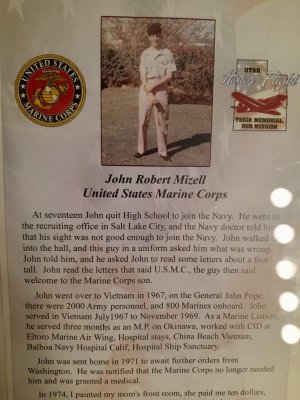 UNITED STATES
MARINE CORPS
UTAH
Honor Flight
THEIR MEMORIAL,
OUR MISSION
John Robert Mizell
United States Marine Corps
At seventeen John quit High School to join the Navy. He went to
the recruiting office in Salt Lake City, and the Navy doctor told him
that his sight was not good enough to join the Navy. John walked
into the hall, and this guy in a uniform asked him what was wrong.
John told him, and he asked John to read some letters about a foot
tall. John read the letters that said U.S.M.C., the guy then said
welcome to the Marine Corps son.
John went over to Vietnam in 1967, on the General John Pope,
there were 2000 Army personnel, and 800 Marines onboard. John
served in Vietnam July1967 to November 1969. As a Marine Liaison,
he served three months as an M.P. on Okinawa, worked with CID at
Eltoro Marine Air Wing, Hospital stays, China Beach Vietnam,
Balboa Navy Hospital Calif, Hospital Ship Sanctuary.
John was sent home in 1971 to await further orders from
Washington. He was notified that the Marine Corps no longer needed
him and was granted a medical.
In 1974, I painted my mom's front room, she paid me ten dollars,